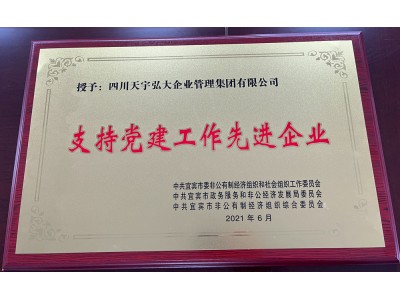 授予：四川天宇弘大企业管理集团有限公司
支持党建工作先进企业
中共宜宾市委非公有制经济组织和社会组织工作委员会
中共宜宾市政务服务和非公经济发展局委员会
中共宜宾市非公有制经济组织综合委员会
2021年6月